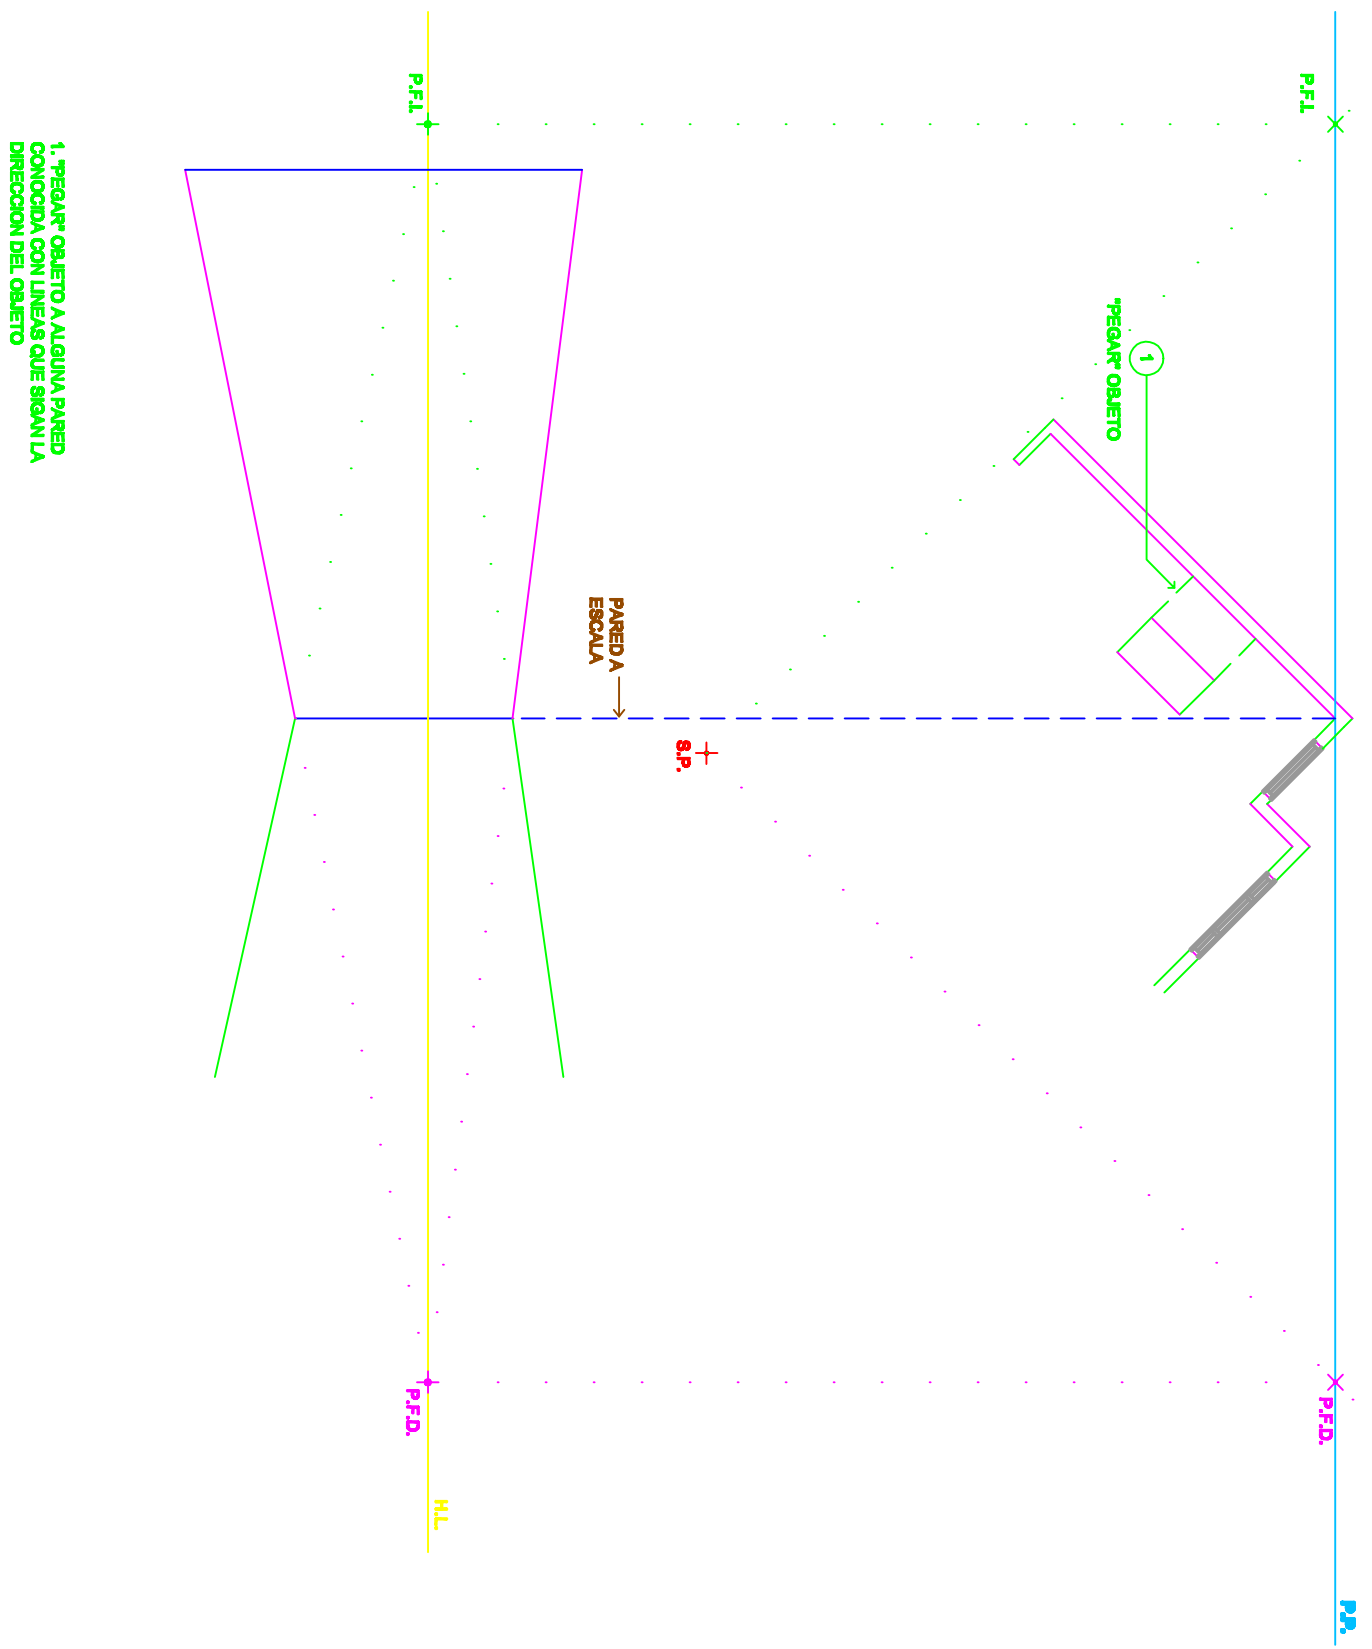 P.P.
P.F.I.
P.F.D.
1
"PEGAR" OBJETO
S.P.
PARED A
ESCALA
H.L.
P.F.I.
P.F.D.
1. "PEGAR" OBJETO A ALGUNA PARED
CONOCIDA CON LINEAS QUE SIGAN LA
DIRECCION DEL OBJETO